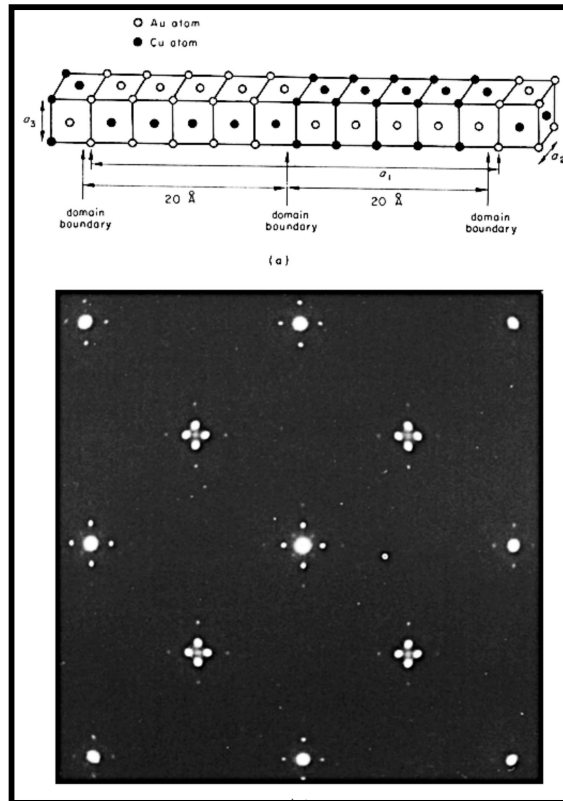 Au atom
Cu atom
a₃
a₁
a₂
20 Å
20 Å
domain
boundary
domain
boundary
domain
boundary
(a)